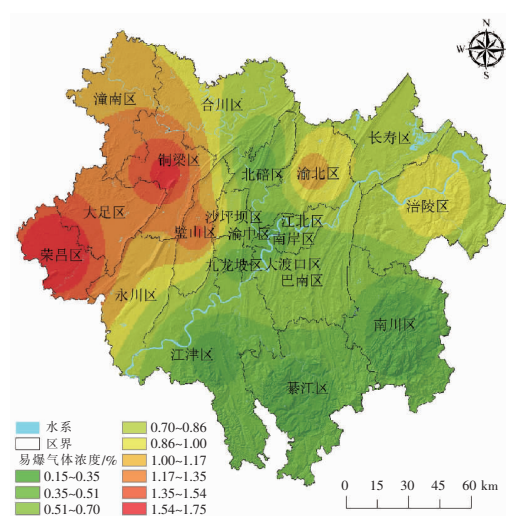 N
W E
S
潼南区
合川区
长寿区
铜梁区
北碚区
渝北区
涪陵区
大足区
沙坪坝区
江北区
璧山区
渝中区
南岸区
荣昌区
九龙坡区
大渡口区
永川区
巴南区
南川区
江津区
綦江区
水系
区界
易爆气体浓度/%
0.15~0.35
0.35~0.51
0.51~0.70
0.70~0.86
0.86~1.00
1.00~1.17
1.17~1.35
1.35~1.54
1.54~1.75
0 15 30 45 60 km